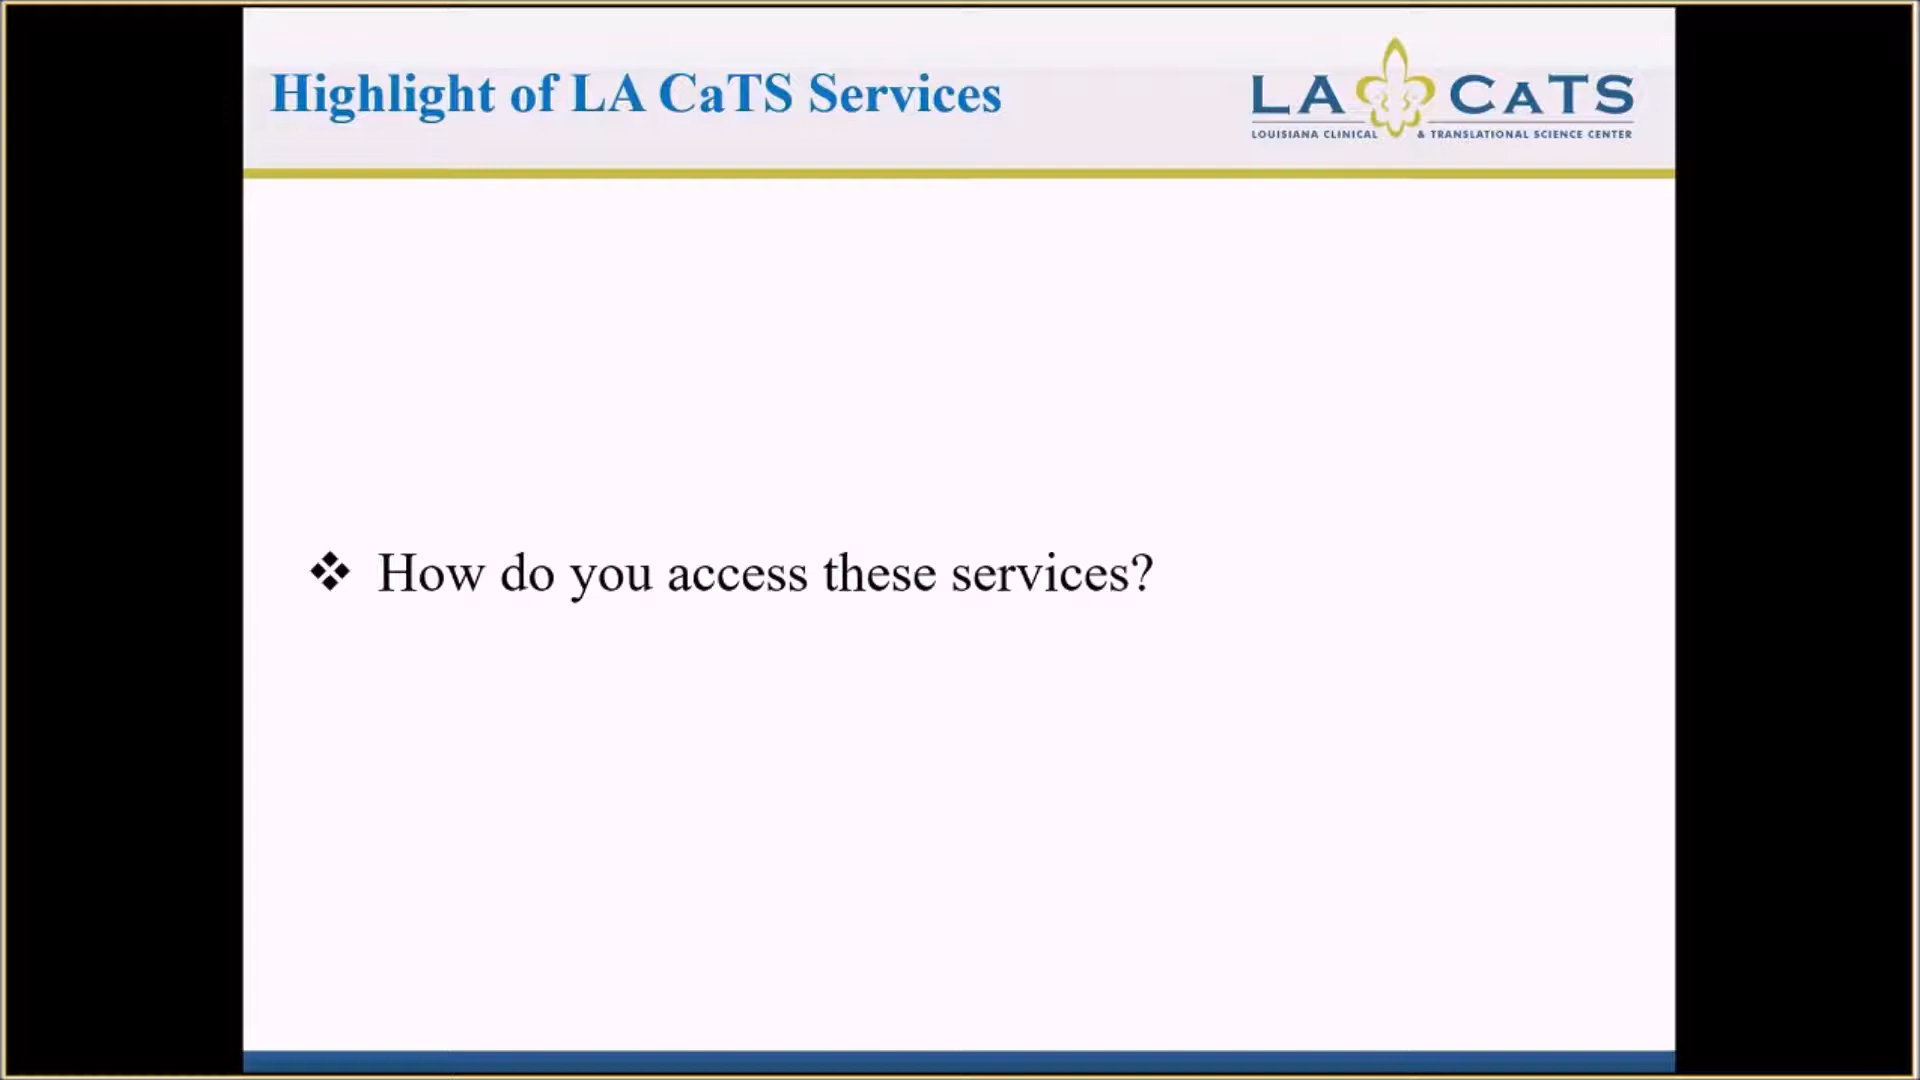 Highlight of LA CaTS Services
LA CATS
LOUISIANA CLINICAL & TRANSLATIONAL SCIENCE CENTER
❖ How do you access these services?